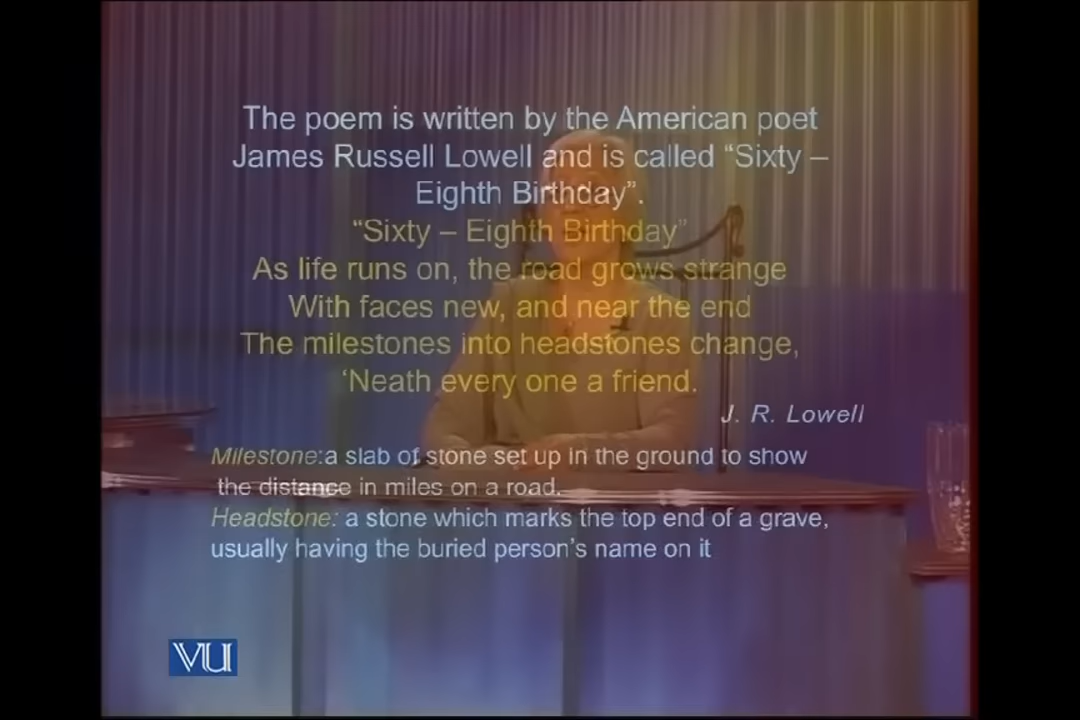 The poem is written by the American poet
James Russell Lowell and is called “Sixty –
Eighth Birthday”.
“Sixty – Eighth Birthday”
As life runs on, the road grows strange
With faces new, and near the end
The milestones into headstones change,
‘Neath every one a friend.
J. R. Lowell
Milestone:a slab of stone set up in the ground to show
the distance in miles on a road.
Headstone: a stone which marks the top end of a grave,
usually having the buried person’s name on it
VU